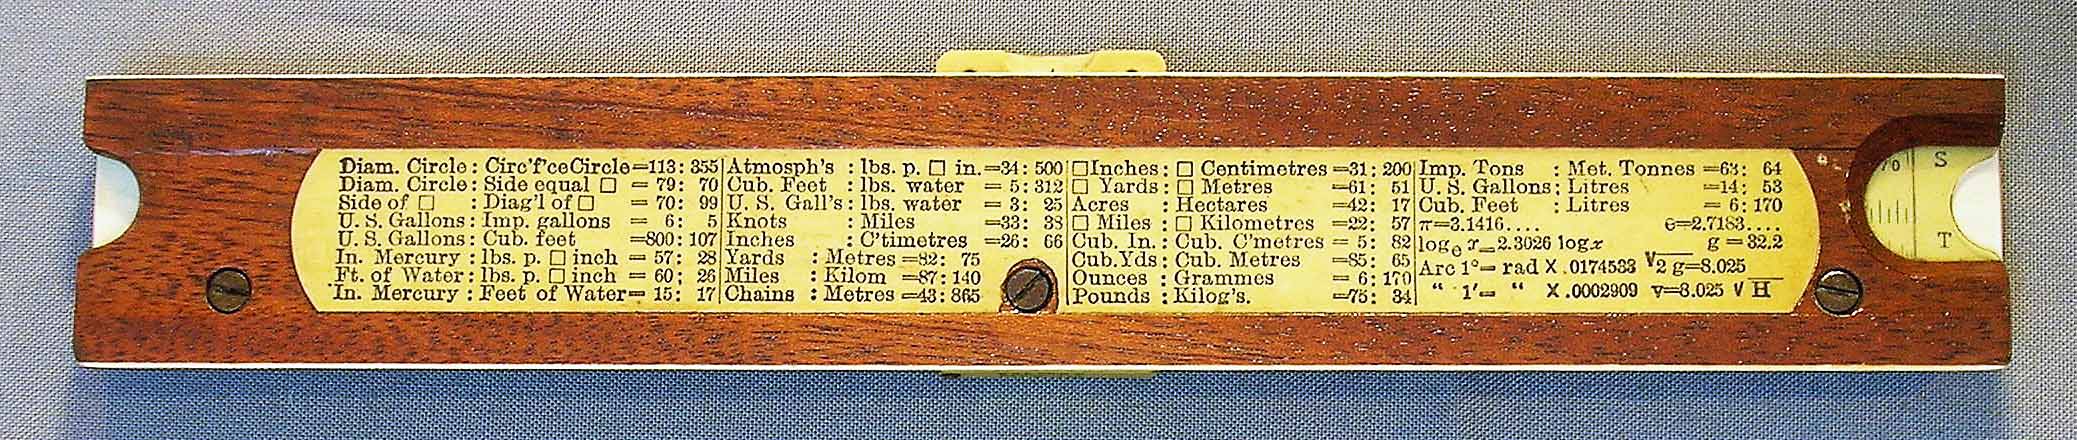 Diam. Circle : Circ'f'ceCircle=113 : 355
Diam. Circle : Side equal □ = 79 : 70
Side of □ : Diag'l of □ = 70 : 99
U. S. Gallons : Imp. gallons = 6 : 5
U. S. Gallons : Cub. feet =800 : 107
In. Mercury : lbs. p. □ inch = 57 : 28
Ft. of Water : lbs. p. □ inch = 60 : 26
In. Mercury : Feet of Water= 15 : 17
Atmosph's : lbs. p. □ in.=34 : 500
Cub. Feet : lbs. water = 5 : 312
U. S. Gall's : lbs. water = 3 : 25
Knots : Miles =33 : 38
Inches : C'timetres =26 : 66
Yards : Metres =82 : 75
Miles : Kilom =87 : 140
Chains : Metres =43 : 865
□ Inches : □ Centimetres =31 : 200
□ Yards : □ Metres =61 : 51
Acres : Hectares =42 : 17
□ Miles : □ Kilometres =22 : 57
Cub. In. : Cub. C'metres = 5 : 82
Cub.Yds : Cub. Metres =85 : 65
Ounces : Grammes = 6 : 170
Pounds : Kilog's. =75 : 34
Imp. Tons : Met. Tonnes =63 : 64
U. S. Gallons : Litres =14 : 53
Cub. Feet : Litres = 6 : 170
π=3.1416.... e=2.7183....
logₑ x=2.3026 log x g = 32.2
Arc 1°= rad X .0174533 √2 g=8.025
" 1'= " X .0002909 v=8.025 √H
% S
T